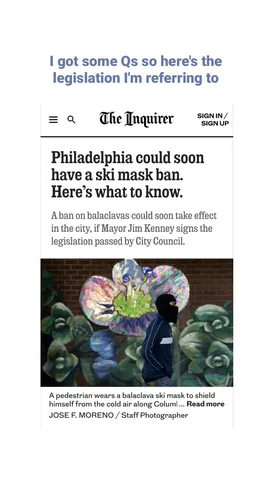 I got some Qs so here's the
legislation I'm referring to
The Inquirer
SIGN IN /
SIGN UP
Philadelphia could soon
have a ski mask ban.
Here's what to know.
A ban on balaclavas could soon take effect
in the city, if Mayor Jim Kenney signs the
legislation passed by City Council.
A pedestrian wears a balaclava ski mask to shield
himself from the cold air along Colum... Read more
JOSE F. MORENO / Staff Photographer